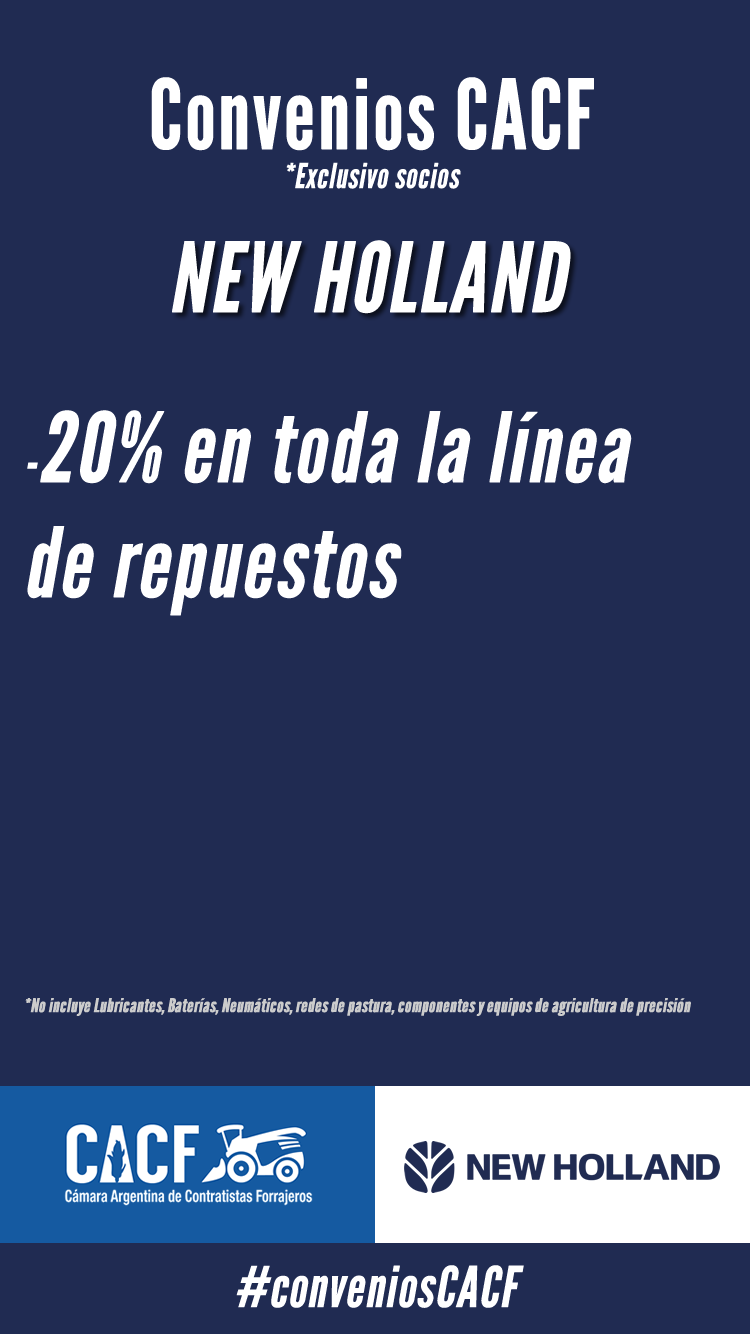 Convenios CACF
*Exclusivo socios
NEW HOLLAND
-20% en toda la línea
de repuestos
*No incluye Lubricantes, Baterías, Neumáticos, redes de pastura, componentes y equipos de agricultura de precisión
CACF
Cámara Argentina de Contratistas Forrajeros
NEW HOLLAND
#conveniosCACF